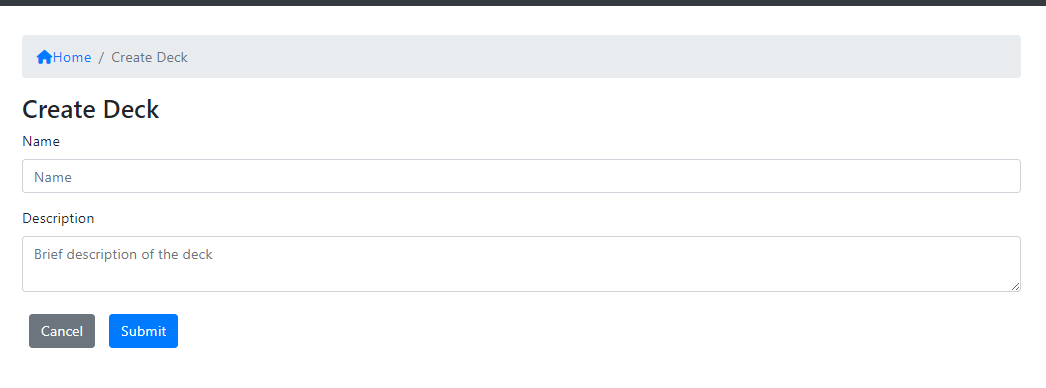 Home / Create Deck
Create Deck
Name
Name
Description
Brief description of the deck
Cancel Submit